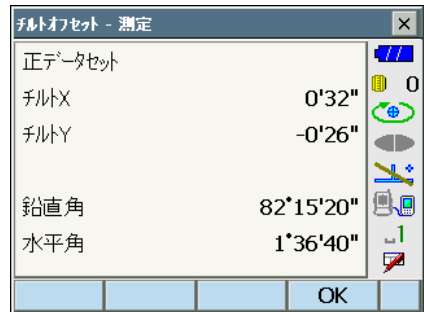 ﾁﾙﾄｵﾌｾｯﾄ - 測定
正ﾃﾞｰﾀｾｯﾄ
ﾁﾙﾄX 0'32"
ﾁﾙﾄY -0'26"
鉛直角 82°15'20"
水平角 1°36'40"
0
1
OK